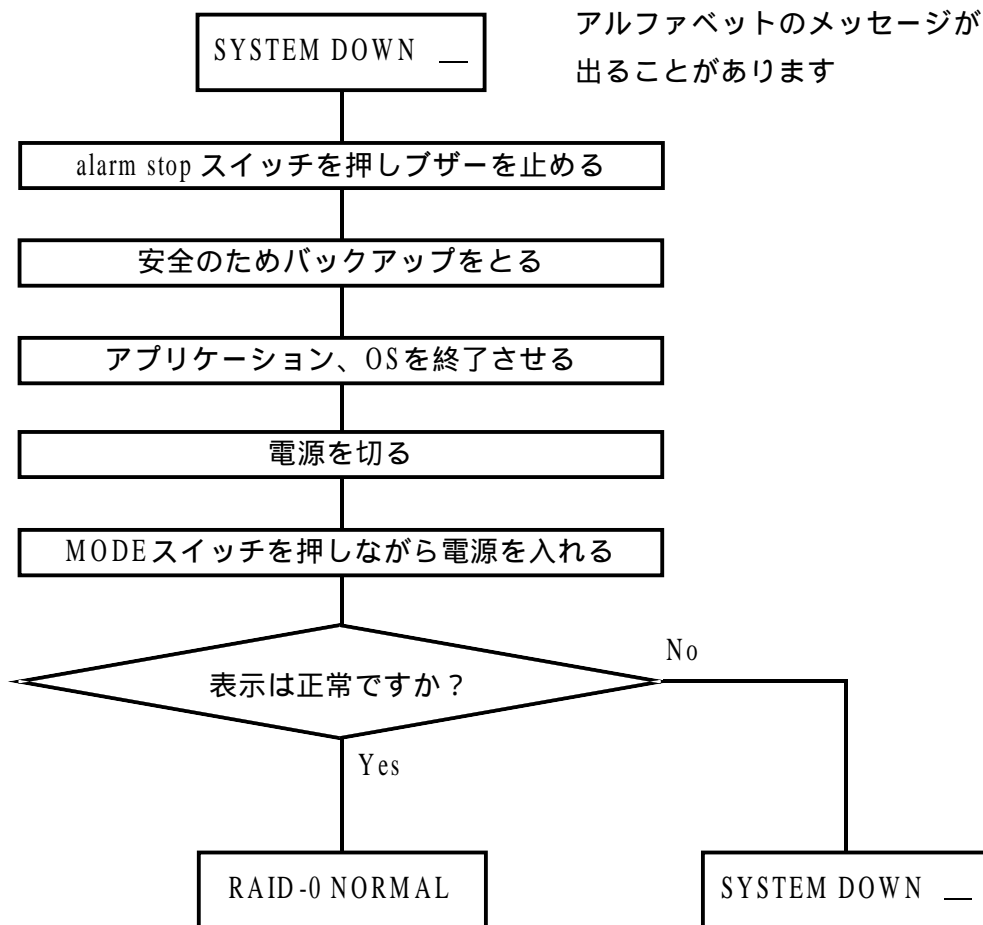 SYSTEM DOWN __
アルファベットのメッセージが
出ることがあります
alarm stop スイッチを押しブザーを止める
安全のためバックアップをとる
アプリケーション、OSを終了させる
電源を切る
MODEスイッチを押しながら電源を入れる
表示は正常ですか？
No
Yes
RAID-0 NORMAL
SYSTEM DOWN __